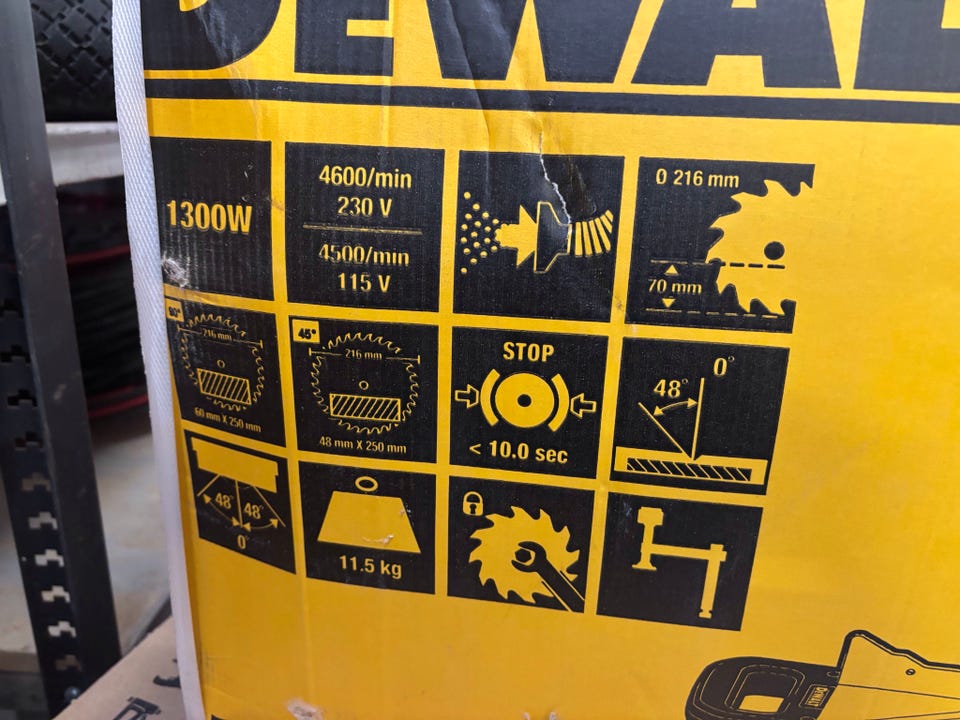 DEWAL
1300W
4600/min
230 V
4500/min
115 V
Ø 216 mm
70 mm
90°
216 mm
60 mm X 250 mm
45°
216 mm
48 mm X 250 mm
STOP
< 10.0 sec
0°
48°
48° 48°
0°
11.5 kg
DEWALT